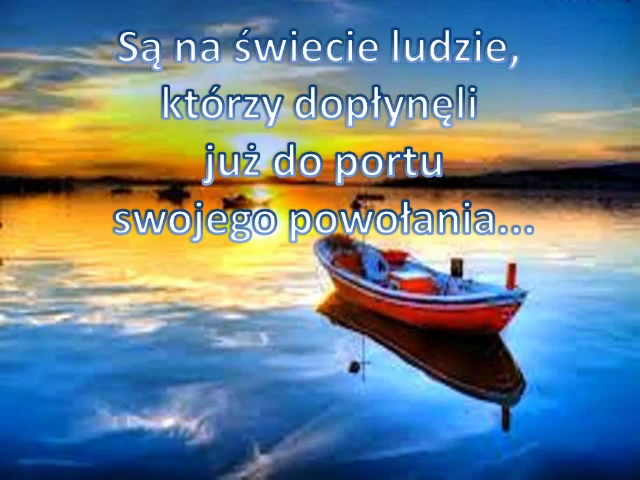 Są na świecie ludzie,
którzy dopłynęli
już do portu
swojego powołania...